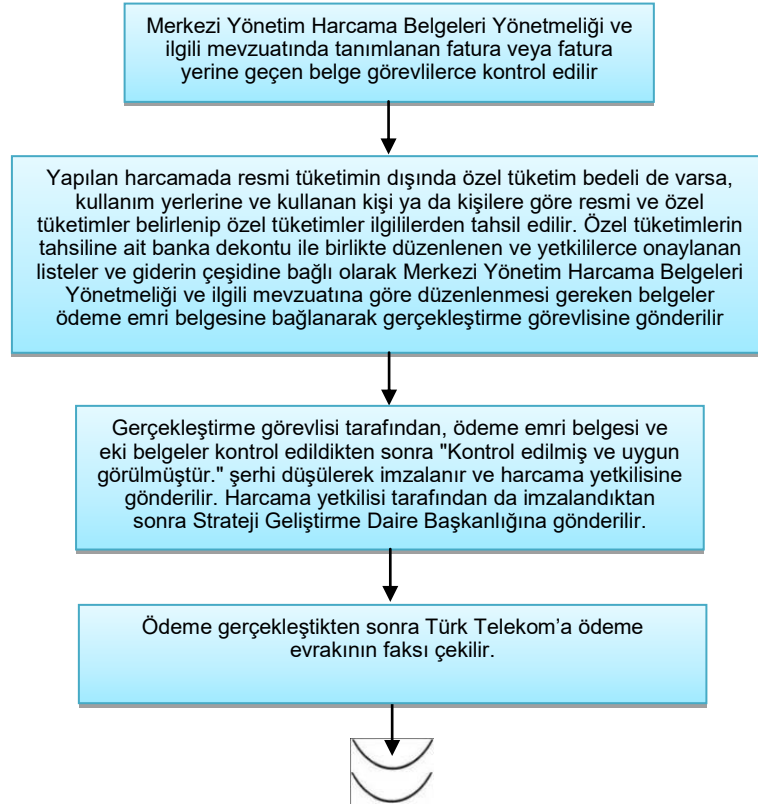 Merkezi Yönetim Harcama Belgeleri Yönetmeliği ve
ilgili mevzuatında tanımlanan fatura veya fatura
yerine geçen belge görevlilerce kontrol edilir
Yapılan harcamada resmi tüketimin dışında özel tüketim bedeli de varsa,
kullanım yerlerine ve kullanan kişi ya da kişilere göre resmi ve özel
tüketimler belirlenip özel tüketimler ilgililerden tahsil edilir. Özel tüketimlerin
tahsiline ait banka dekontu ile birlikte düzenlenen ve yetkililerce onaylanan
listeler ve giderin çeşidine bağlı olarak Merkezi Yönetim Harcama Belgeleri
Yönetmeliği ve ilgili mevzuatına göre düzenlenmesi gereken belgeler
ödeme emri belgesine bağlanarak gerçekleştirme görevlisine gönderilir
Gerçekleştirme görevlisi tarafından, ödeme emri belgesi ve
eki belgeler kontrol edildikten sonra "Kontrol edilmiş ve uygun
görülmüştür." şerhi düşülerek imzalanır ve harcama yetkilisine
gönderilir. Harcama yetkilisi tarafından da imzalandıktan
sonra Strateji Geliştirme Daire Başkanlığına gönderilir.
Ödeme gerçekleştikten sonra Türk Telekom’a ödeme
evrakının faksı çekilir.